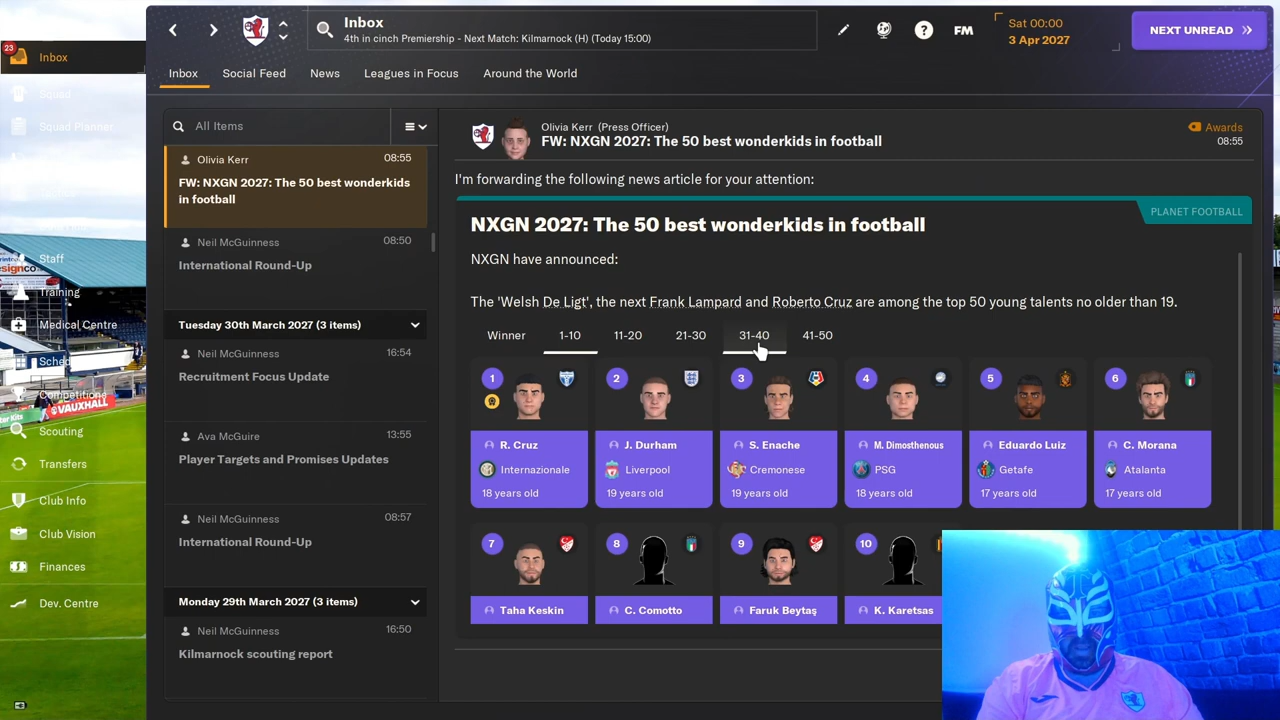 Inbox
4th in cinch Premiership - Next Match: Kilmarnock (H) (Today 15:00)
FM
Sat 00:00
3 Apr 2027
NEXT UNREAD
23
Inbox
Squad
Squad Planner
Staff
Training
Medical Centre
Sched
Competitions
VAUXHALL
Scouting
Transfers
Club Info
Club Vision
Finances
Dev. Centre
Inbox
Social Feed
News
Leagues in Focus
Around the World
All Items
Olivia Kerr 08:55
FW: NXGN 2027: The 50 best wonderkids
in football
Neil McGuinness 08:50
International Round-Up
Tuesday 30th March 2027 (3 items)
Neil McGuinness 16:54
Recruitment Focus Update
Ava McGuire 13:55
Player Targets and Promises Updates
Neil McGuinness 08:57
International Round-Up
Monday 29th March 2027 (3 items)
Neil McGuinness 16:50
Kilmarnock scouting report
Olivia Kerr (Press Officer)
FW: NXGN 2027: The 50 best wonderkids in football
Awards
08:55
I'm forwarding the following news article for your attention:
PLANET FOOTBALL
NXGN 2027: The 50 best wonderkids in football
NXGN have announced:
The 'Welsh De Ligt', the next Frank Lampard and Roberto Cruz are among the top 50 young talents no older than 19.
Winner 1-10 11-20 21-30 31-40 41-50
1 2 3 4 5 6
R. Cruz J. Durham S. Enache M. Dimosthenous Eduardo Luiz C. Morana
Internazionale Liverpool Cremonese PSG Getafe Atalanta
18 years old 19 years old 19 years old 18 years old 17 years old 17 years old
7 8 9 10
Taha Keskin C. Comotto Faruk Beytaş K. Karetsas